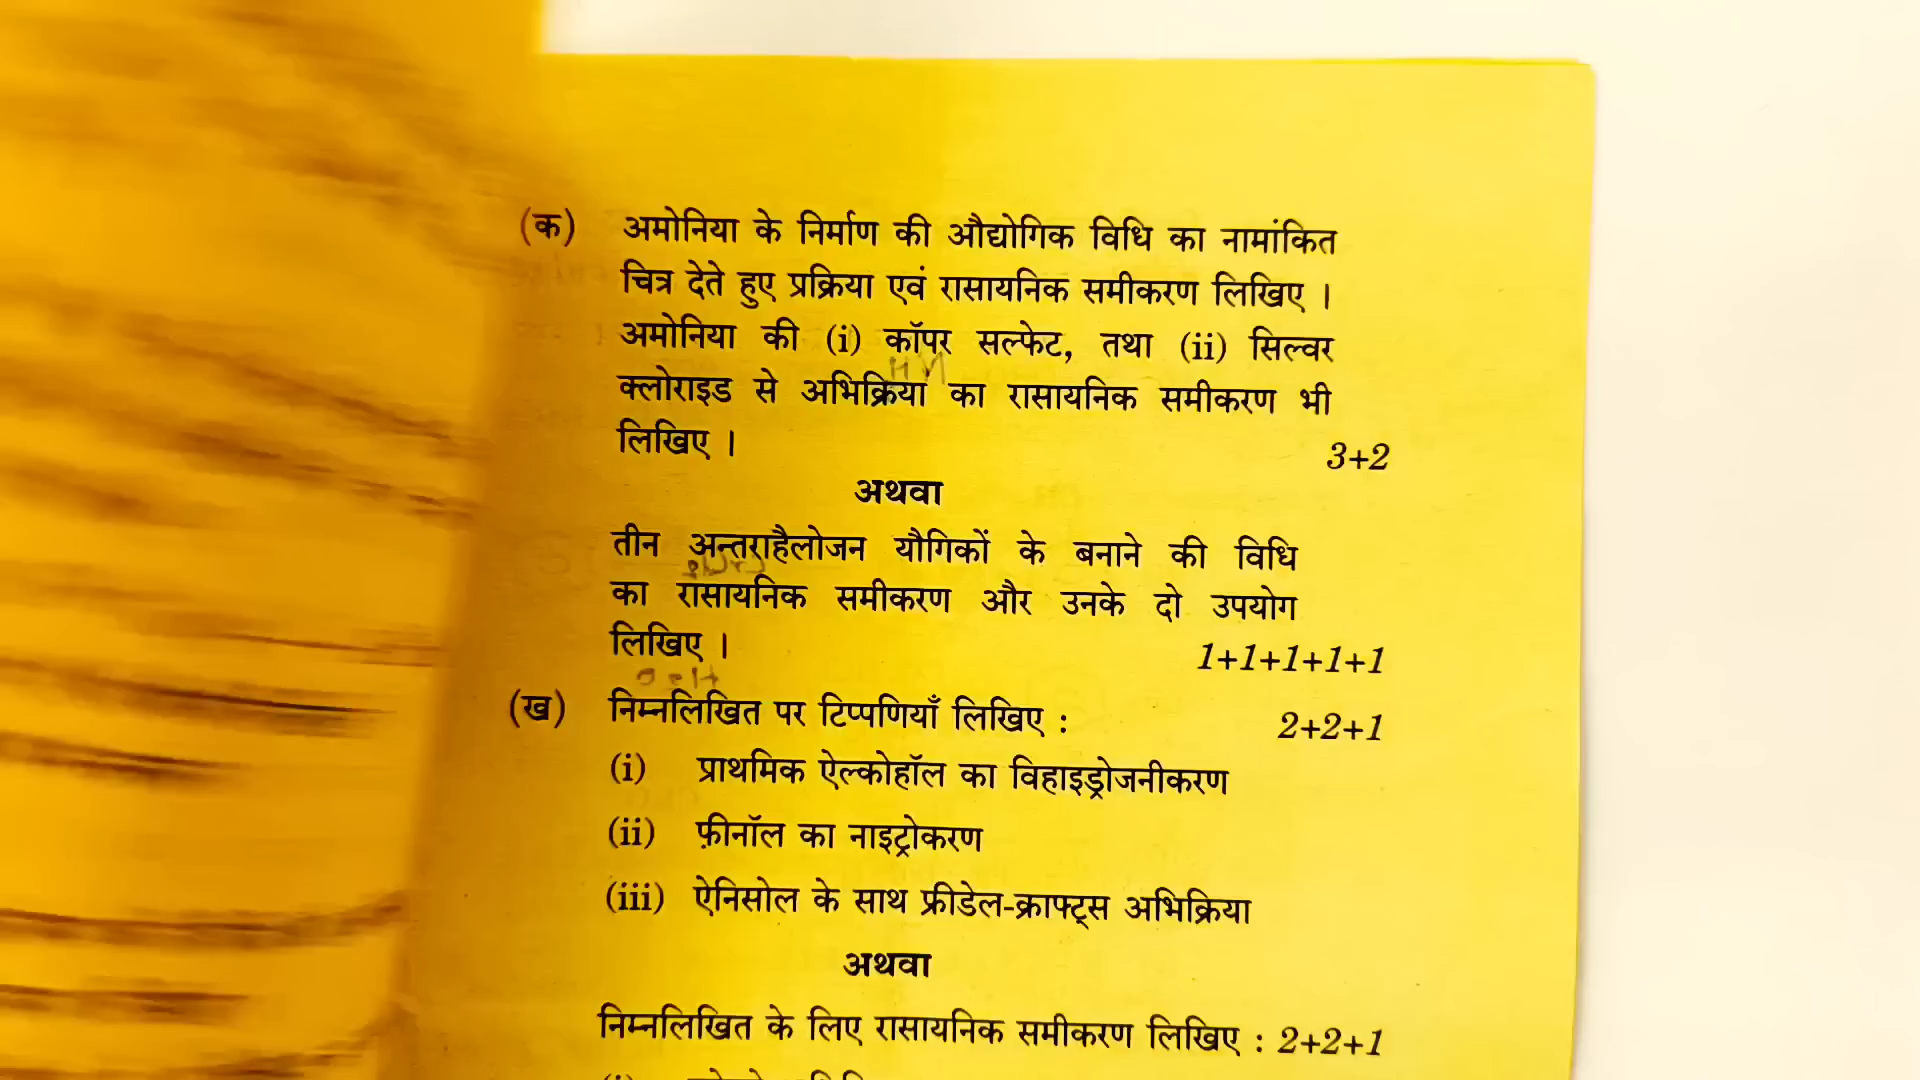 (क) अमोनिया के निर्माण की औद्योगिक विधि का नामांकित
चित्र देते हुए प्रक्रिया एवं रासायनिक समीकरण लिखिए ।
अमोनिया की (i) कॉपर सल्फेट, तथा (ii) सिल्वर
क्लोराइड से अभिक्रिया का रासायनिक समीकरण भी
लिखिए । 3+2
अथवा
तीन अन्तराहैलोजन यौगिकों के बनाने की विधि
का रासायनिक समीकरण और उनके दो उपयोग
लिखिए । 1+1+1+1+1
(ख) निम्नलिखित पर टिप्पणियाँ लिखिए : 2+2+1
(i) प्राथमिक ऐल्कोहॉल का विहाइड्रोजनीकरण
(ii) फ़ीनॉल का नाइट्रोकरण
(iii) ऐनिसोल के साथ फ्रीडेल-क्राफ्ट्स अभिक्रिया
अथवा
निम्नलिखित के लिए रासायनिक समीकरण लिखिए : 2+2+1